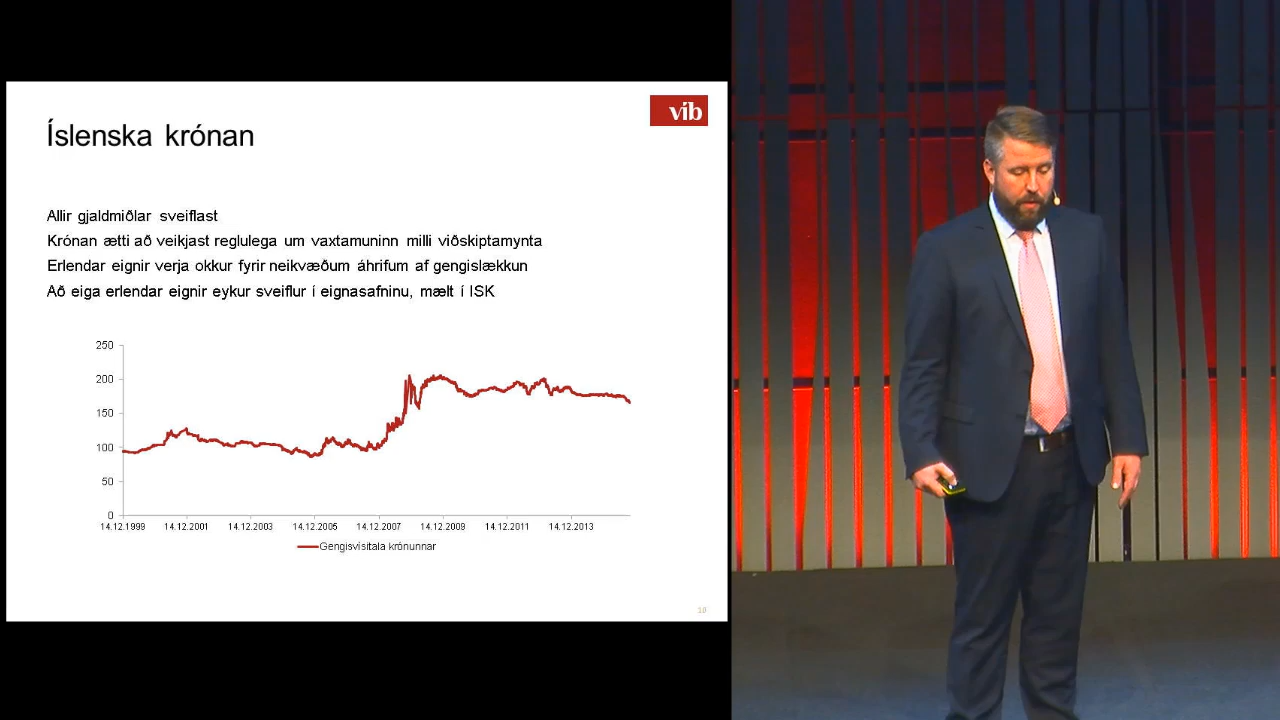 víb
Íslenska krónan
Allir gjaldmiðlar sveiflast
Krónan ætti að veikjast reglulega um vaxtamuninn milli viðskiptamynta
Erlendar eignir verja okkur fyrir neikvæðum áhrifum af gengislækkun
Að eiga erlendar eignir eykur sveiflur í eignasafninu, mælt í ISK
250
200
150
100
50
0
14.12.1999 14.12.2001 14.12.2003 14.12.2005 14.12.2007 14.12.2009 14.12.2011 14.12.2013
Gengisvísitala krónunnar